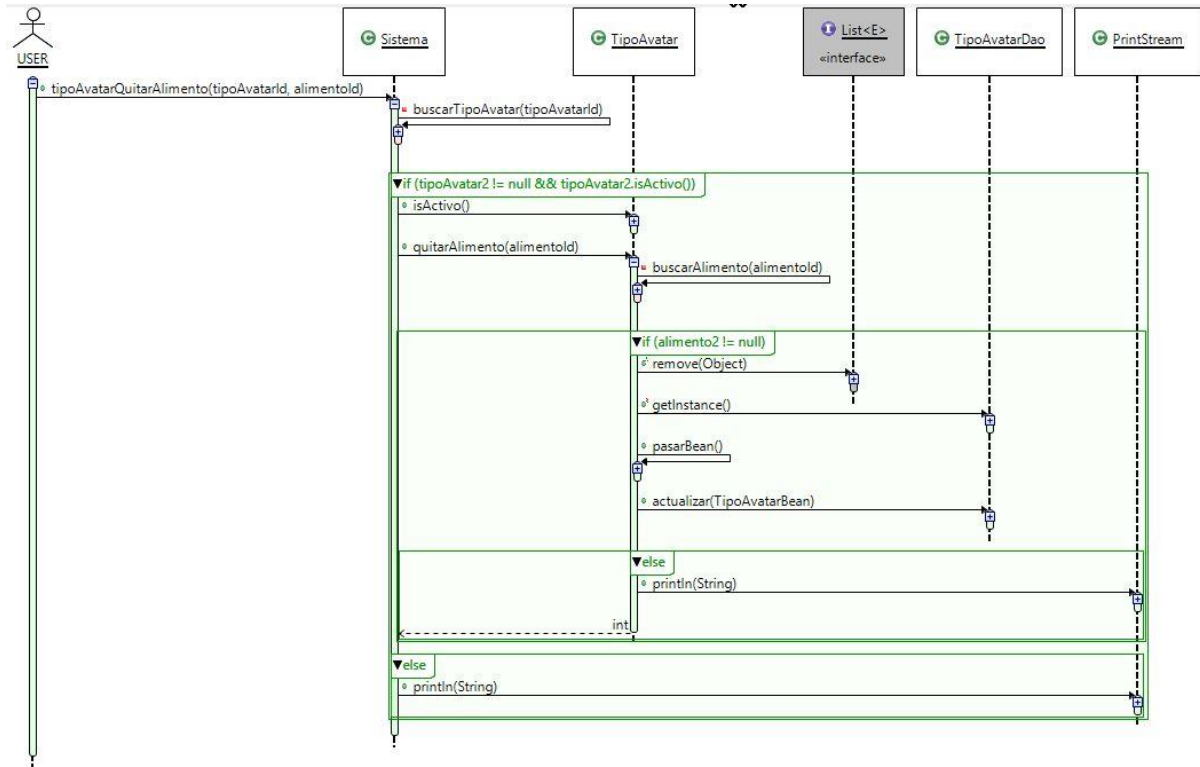 USER
Sistema
TipoAvatar
List<E>
«interface»
TipoAvatarDao
PrintStream
tipoAvatarQuitarAlimento(tipoAvatarId, alimentoId)
buscarTipoAvatar(tipoAvatarId)
if (tipoAvatar2 != null && tipoAvatar2.isActivo())
isActivo()
quitarAlimento(alimentoId)
buscarAlimento(alimentoId)
if (alimento2 != null)
remove(Object)
getInstance()
pasarBean()
actualizar(TipoAvatarBean)
else
println(String)
int
else
println(String)